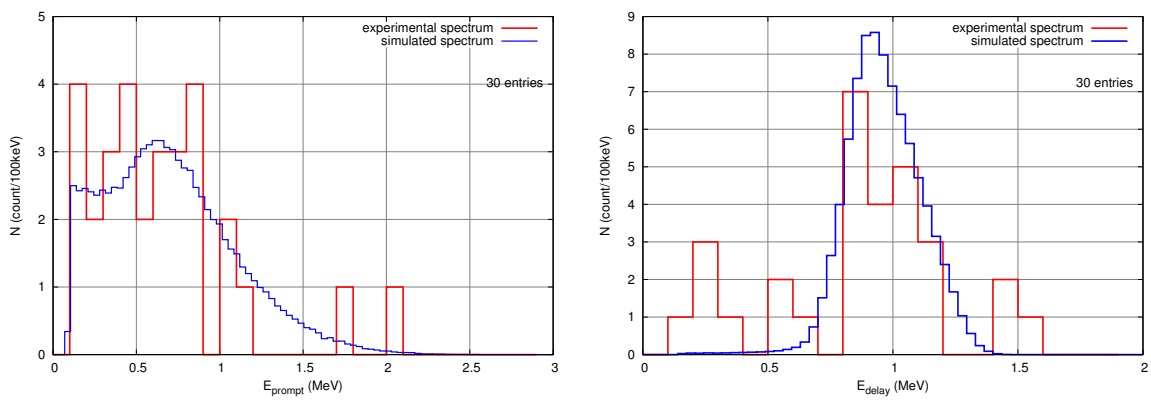 5
4
3
2
1
0
0
0.5
1
1.5
2
2.5
3
N (count/100keV)
E_prompt (MeV)
experimental spectrum
simulated spectrum
30 entries
9
8
7
6
5
4
3
2
1
0
0
0.5
1
1.5
2
N (count/100keV)
E_delay (MeV)
experimental spectrum
simulated spectrum
30 entries